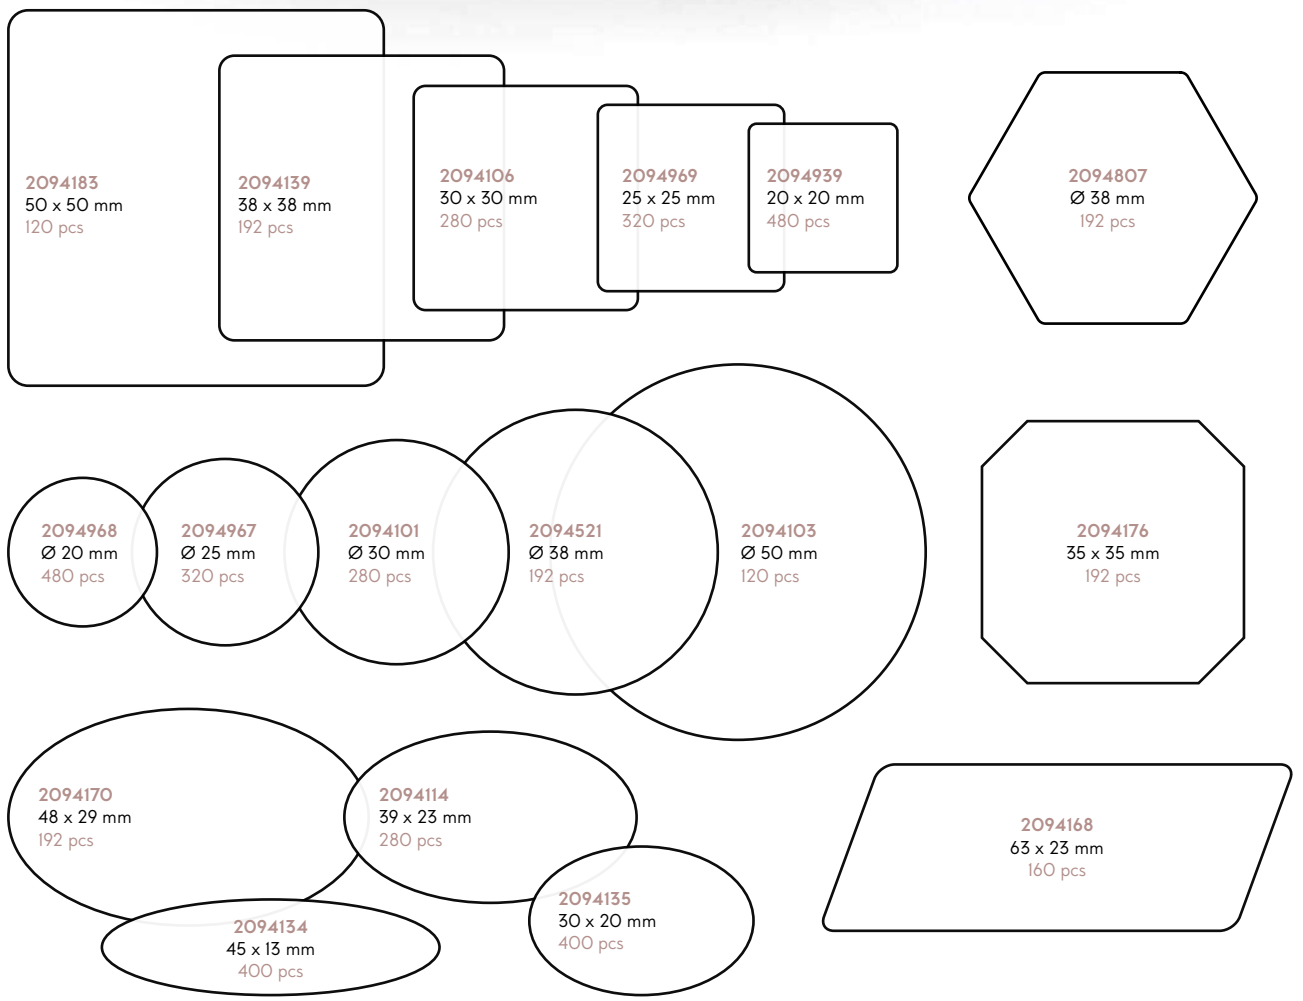 2094183
50 x 50 mm
120 pcs
2094139
38 x 38 mm
192 pcs
2094106
30 x 30 mm
280 pcs
2094969
25 x 25 mm
320 pcs
2094939
20 x 20 mm
480 pcs
2094807
Ø 38 mm
192 pcs
2094968
Ø 20 mm
480 pcs
2094967
Ø 25 mm
320 pcs
2094101
Ø 30 mm
280 pcs
2094521
Ø 38 mm
192 pcs
2094103
Ø 50 mm
120 pcs
2094176
35 x 35 mm
192 pcs
2094170
48 x 29 mm
192 pcs
2094114
39 x 23 mm
280 pcs
2094134
45 x 13 mm
400 pcs
2094135
30 x 20 mm
400 pcs
2094168
63 x 23 mm
160 pcs